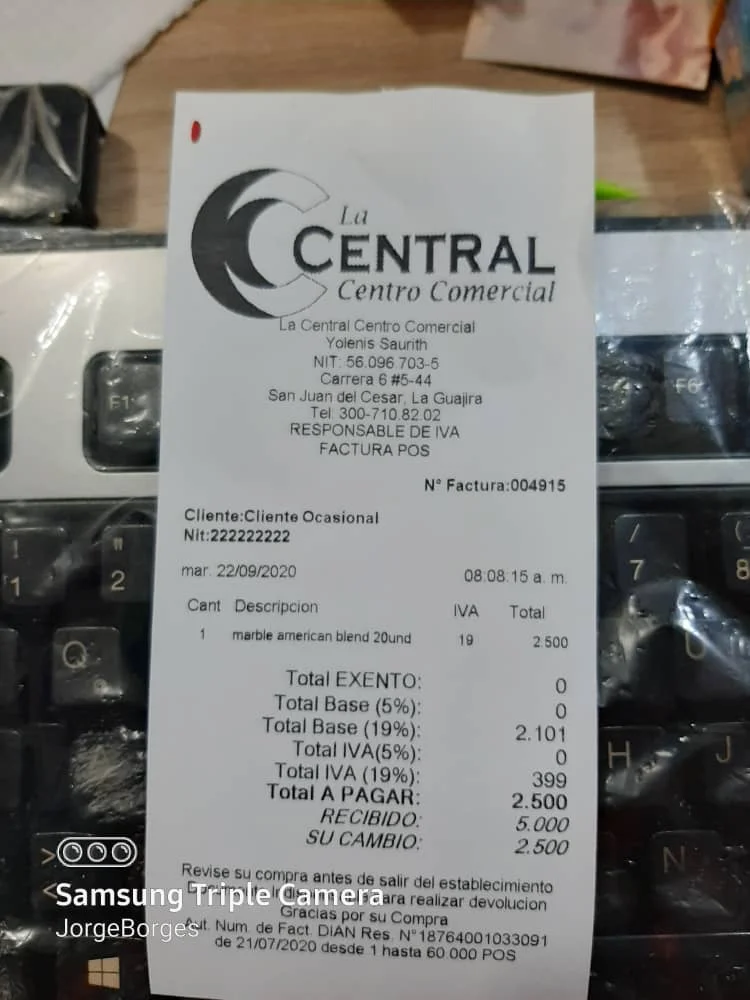 La
CENTRAL
Centro Comercial
La Central Centro Comercial
Yolenis Saurith
NIT: 56.096.703-5
Carrera 6 #5-44
San Juan del Cesar, La Guajira
Tel: 300-710.82.02
RESPONSABLE DE IVA
FACTURA POS
N° Factura:004915
Cliente:Cliente Ocasional
Nit:222222222
mar. 22/09/2020 08:08:15 a. m.
Cant Descripcion IVA Total
1 marble american blend 20und 19 2.500
Total EXENTO: 0
Total Base (5%): 0
Total Base (19%): 2.101
Total IVA(5%): 0
Total IVA (19%): 399
Total A PAGAR: 2.500
RECIBIDO: 5.000
SU CAMBIO: 2.500
Revise su compra antes de salir del establecimiento
para realizar devolucion
Gracias por su Compra
Aut. Num. de Fact. DIAN Res. N°18764001033091
de 21/07/2020 desde 1 hasta 60.000 POS
Samsung Triple Camera
JorgeBorges
F1
F6
! 1
" 2
/ 7
( 8
Q @
U
H
J
N
>
<